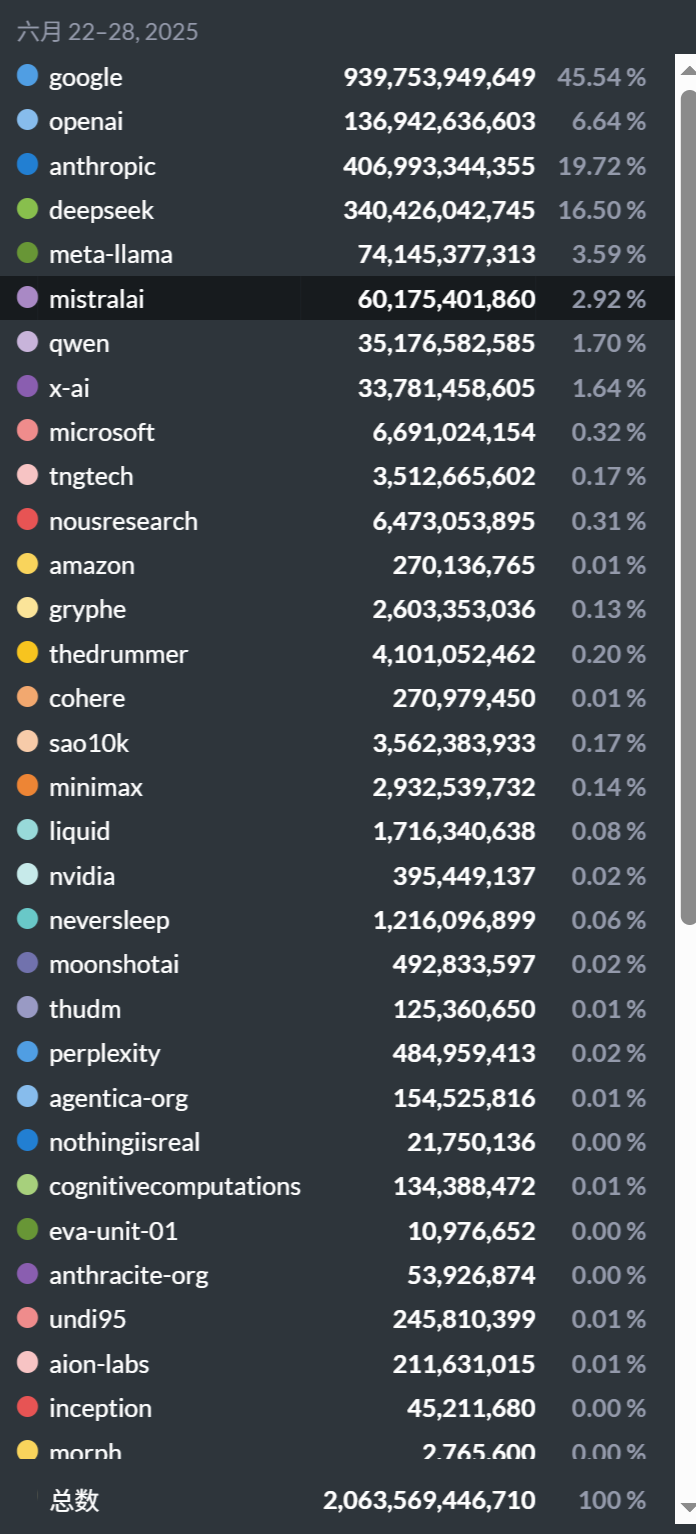 六月 22–28, 2025
google 939,753,949,649 45.54 %
openai 136,942,636,603 6.64 %
anthropic 406,993,344,355 19.72 %
deepseek 340,426,042,745 16.50 %
meta-llama 74,145,377,313 3.59 %
mistralai 60,175,401,860 2.92 %
qwen 35,176,582,585 1.70 %
x-ai 33,781,458,605 1.64 %
microsoft 6,691,024,154 0.32 %
tngtech 3,512,665,602 0.17 %
nousresearch 6,473,053,895 0.31 %
amazon 270,136,765 0.01 %
gryphe 2,603,353,036 0.13 %
thedrummer 4,101,052,462 0.20 %
cohere 270,979,450 0.01 %
sao10k 3,562,383,933 0.17 %
minimax 2,932,539,732 0.14 %
liquid 1,716,340,638 0.08 %
nvidia 395,449,137 0.02 %
neversleep 1,216,096,899 0.06 %
moonshotai 492,833,597 0.02 %
thudm 125,360,650 0.01 %
perplexity 484,959,413 0.02 %
agentica-org 154,525,816 0.01 %
nothingiisreal 21,750,136 0.00 %
cognitivecomputations 134,388,472 0.01 %
eva-unit-01 10,976,652 0.00 %
anthracite-org 53,926,874 0.00 %
undi95 245,810,399 0.01 %
aion-labs 211,631,015 0.01 %
inception 45,211,680 0.00 %
morph 2,765,600 0.00 %
总数 2,063,569,446,710 100 %